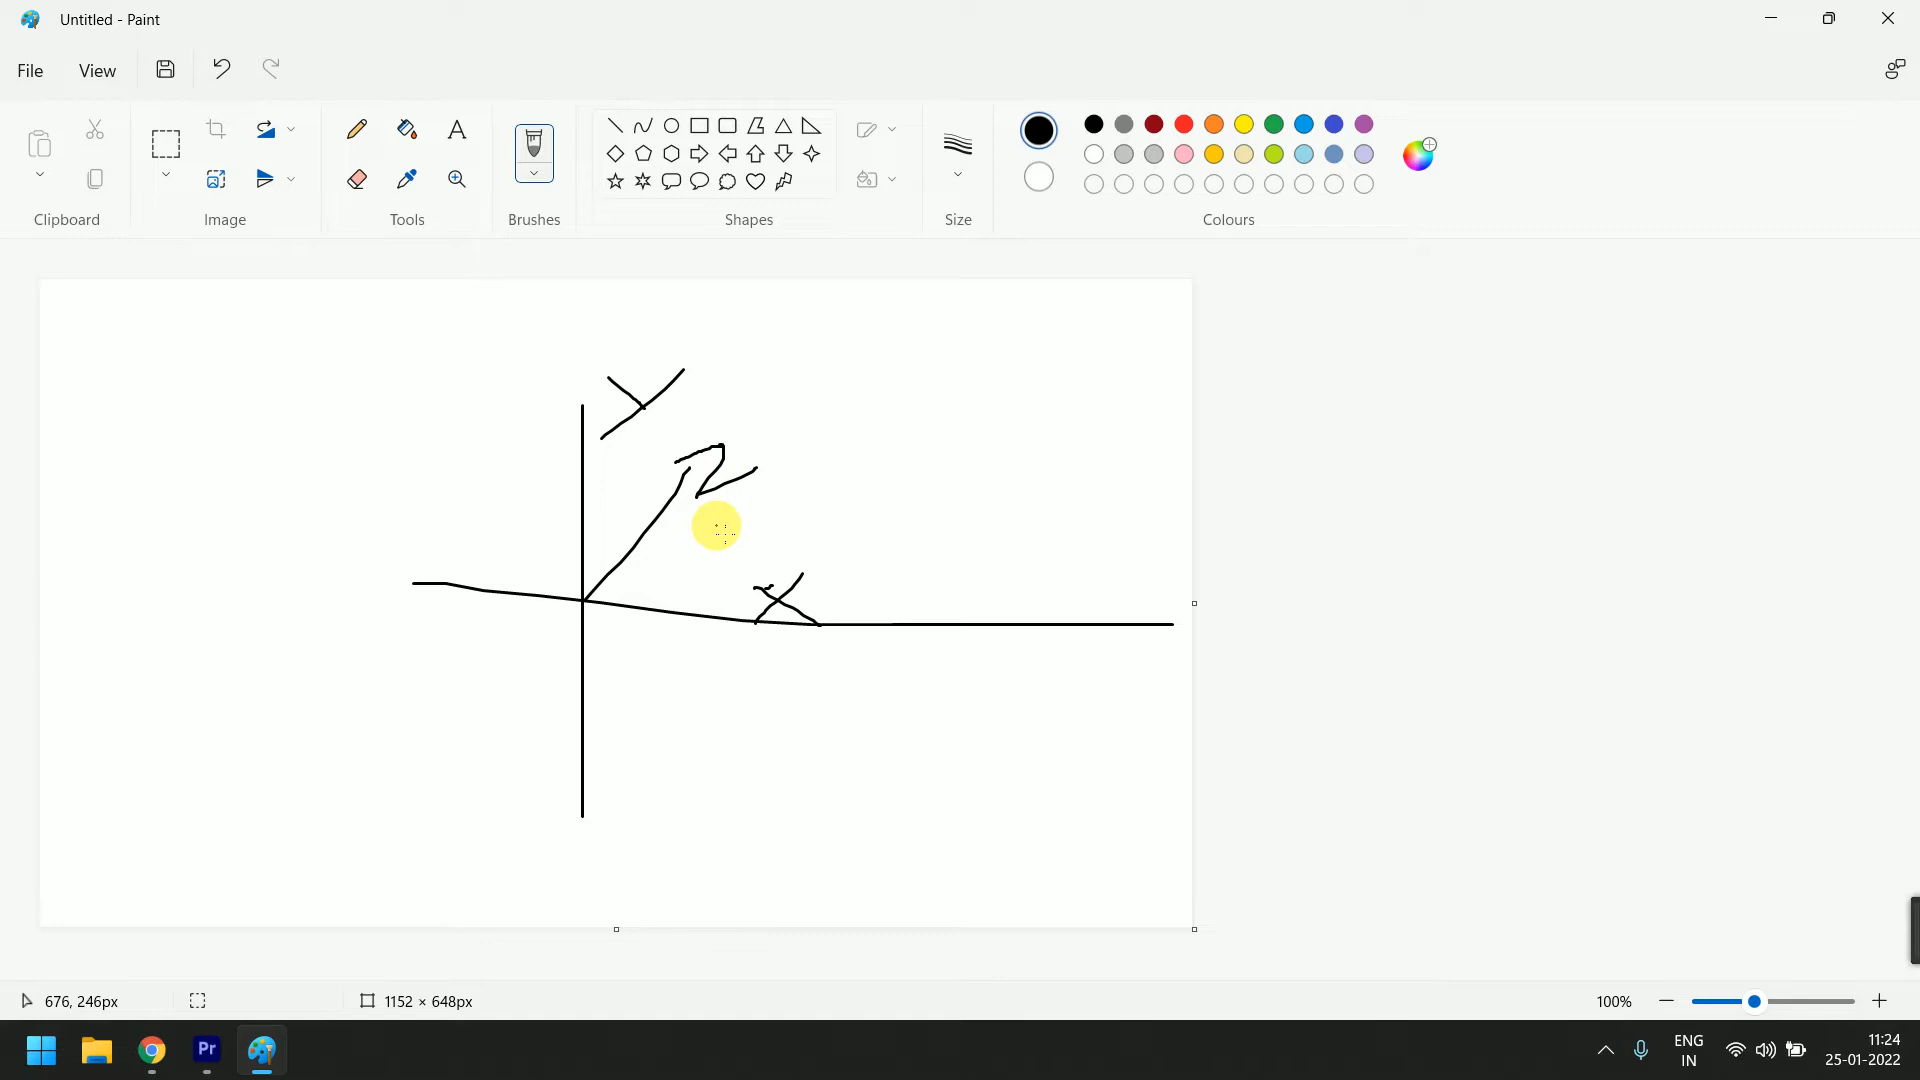 Untitled - Paint
File View
Clipboard Image Tools Brushes Shapes Size Colours
Y
Z
X
676, 246px 1152 × 648px 100%
Pr ENG 11:24
IN 25-01-2022